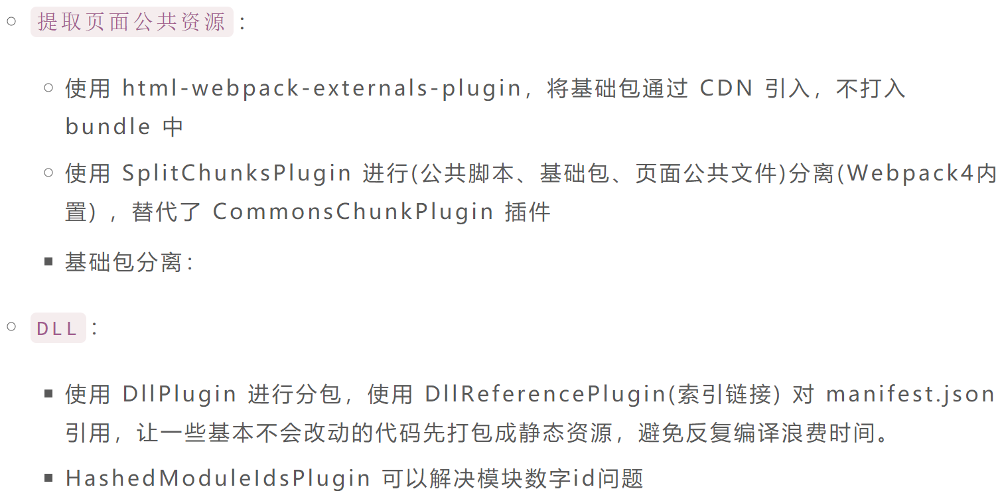 提取页面公共资源：
使用 html-webpack-externals-plugin，将基础包通过 CDN 引入，不打入
bundle 中
使用 SplitChunksPlugin 进行(公共脚本、基础包、页面公共文件)分离(Webpack4内
置) ，替代了 CommonsChunkPlugin 插件
基础包分离：
DLL：
使用 DllPlugin 进行分包，使用 DllReferencePlugin(索引链接) 对 manifest.json
引用，让一些基本不会改动的代码先打包成静态资源，避免反复编译浪费时间。
HashedModuleIdsPlugin 可以解决模块数字id问题